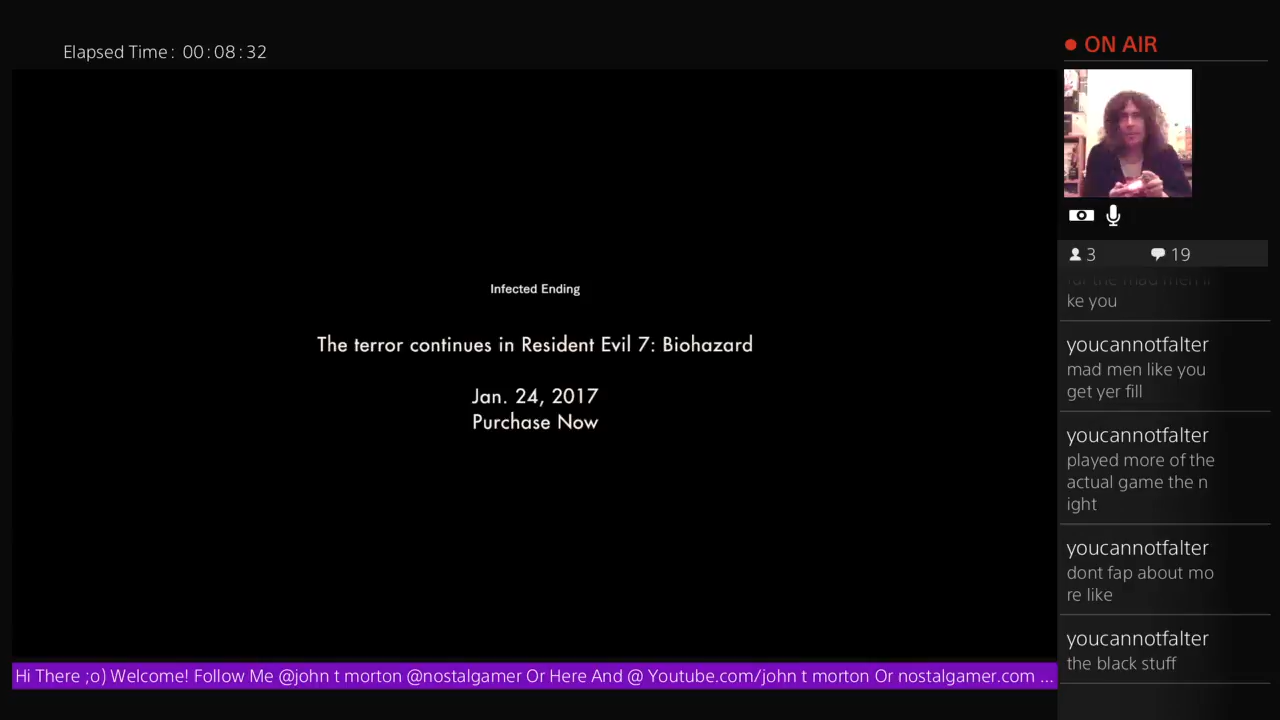 Elapsed Time: 00:08:32
ON AIR
3 19
ke you
youcannotfalter
mad men like you
get yer fill
youcannotfalter
played more of the
actual game the n
ight
youcannotfalter
dont fap about mo
re like
youcannotfalter
the black stuff
Infected Ending
The terror continues in Resident Evil 7: Biohazard
Jan. 24, 2017
Purchase Now
Hi There ;o) Welcome! Follow Me @john t morton @nostalgamer Or Here And @ Youtube.com/john t morton Or nostalgamer.com ...